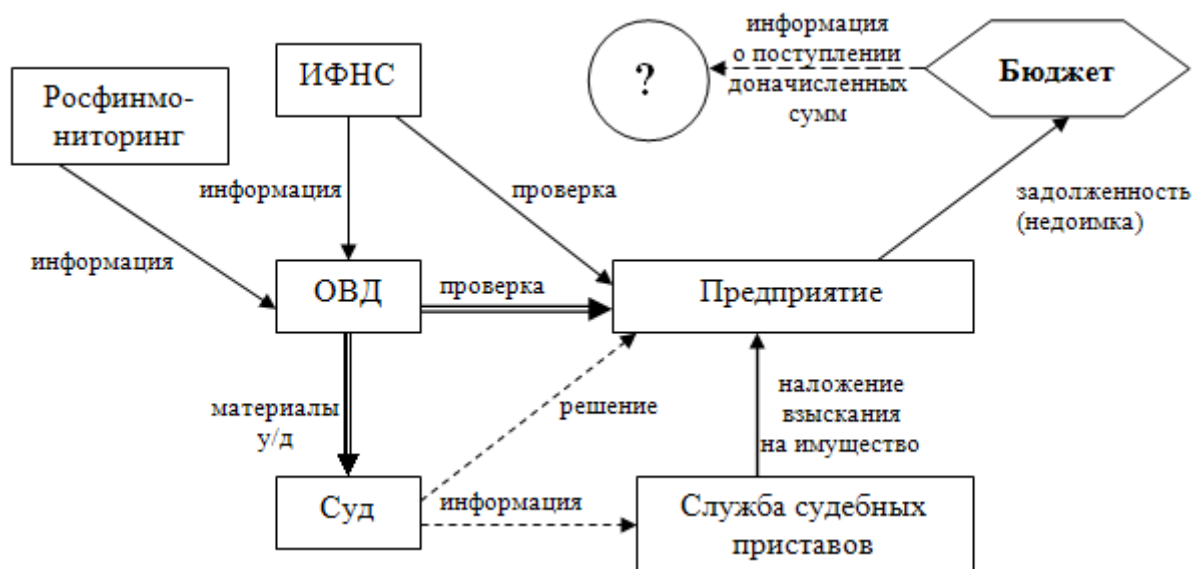 информация
о поступлении
доначисленных
сумм
?
Бюджет
ИФНС
Росфинмо-
ниторинг
информация
проверка
задолженность
(недоимка)
информация
ОВД
проверка
Предприятие
материалы
у/д
решение
наложение
взыскания
на имущество
Суд
информация
Служба судебных
приставов